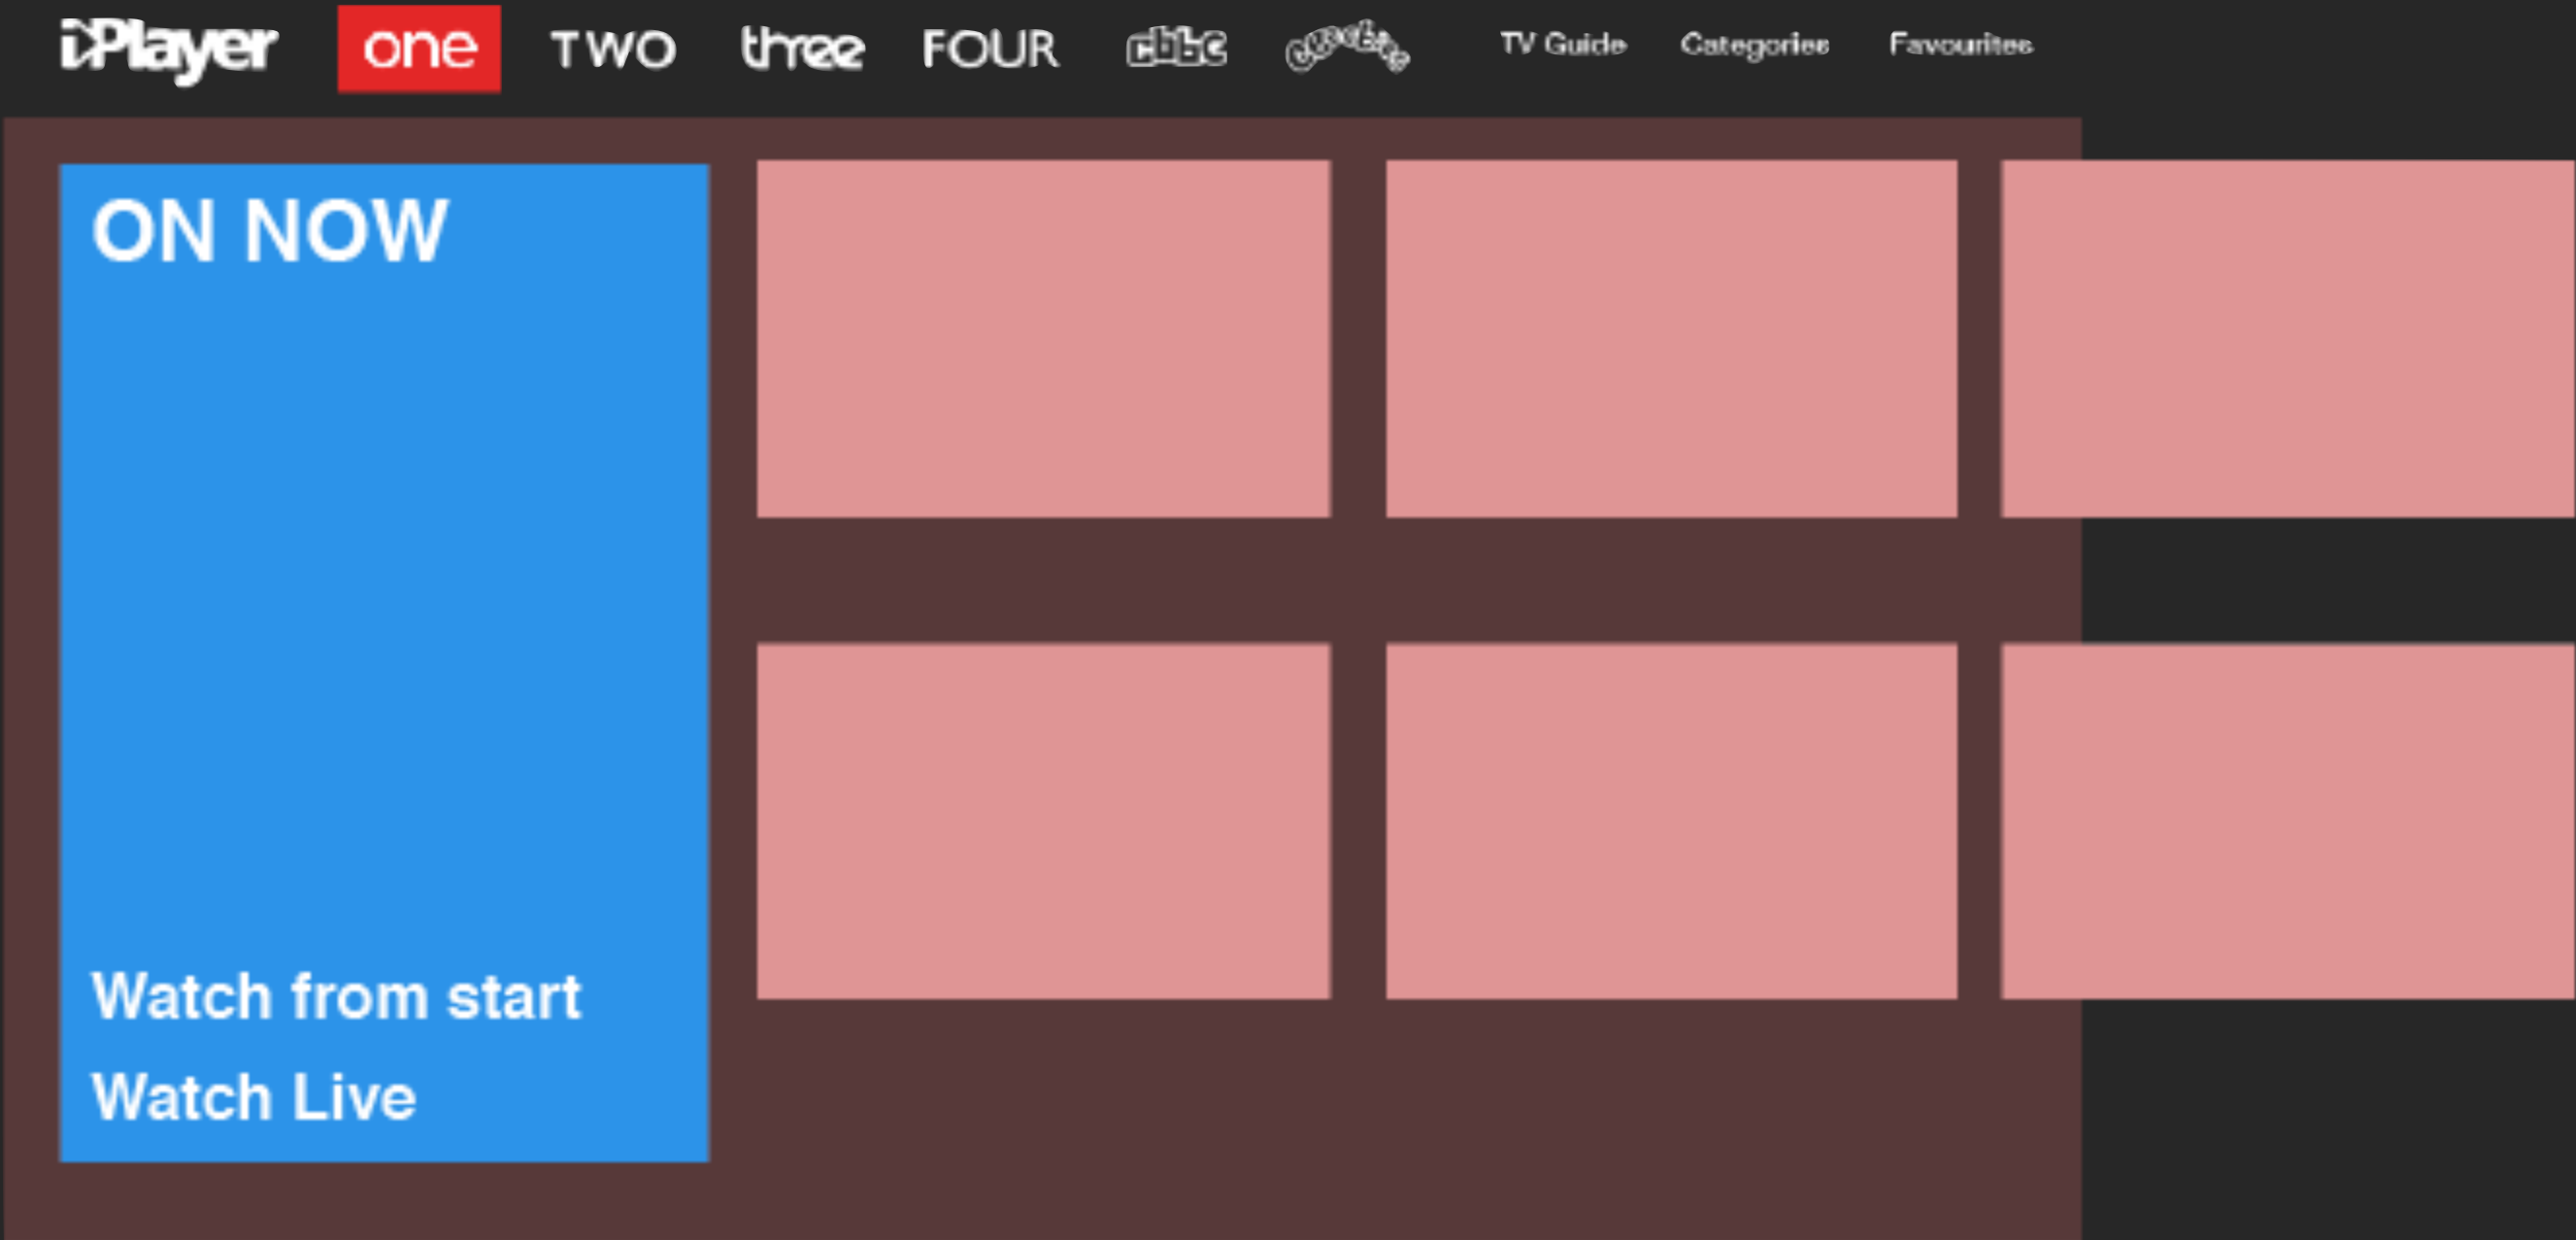 iPlayer one TWO three FOUR cbbc TV Guide Categories Favourites
ON NOW
Watch from start
Watch Live